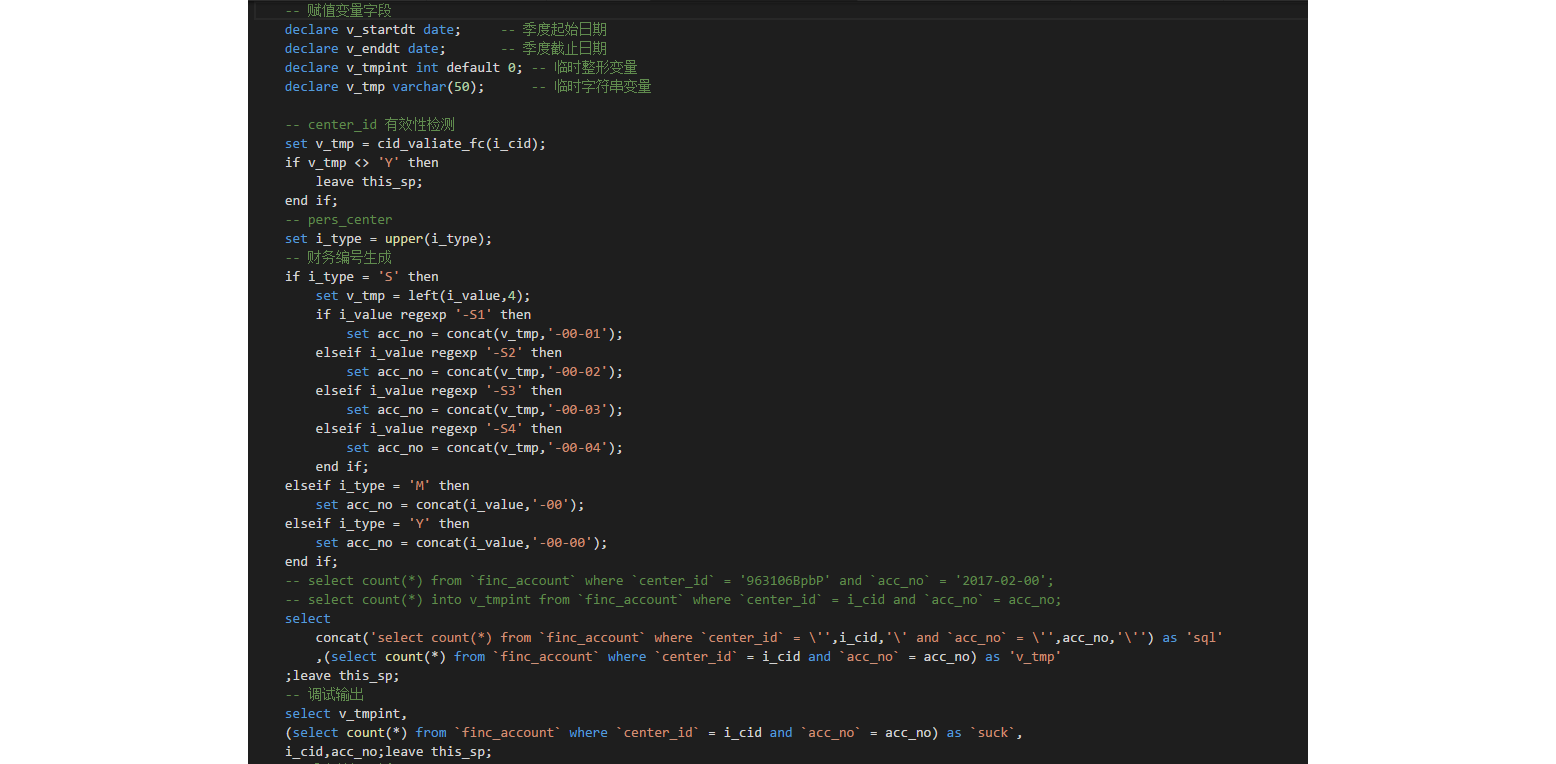 -- 赋值变量字段
declare v_startdt date;     -- 季度起始日期
declare v_enddt date;       -- 季度截止日期
declare v_tmpint int default 0; -- 临时整形变量
declare v_tmp varchar(50);      -- 临时字符串变量
-- center_id 有效性检测
set v_tmp = cid_valiate_fc(i_cid);
if v_tmp <> 'Y' then
    leave this_sp;
end if;
-- pers_center
set i_type = upper(i_type);
-- 财务编号生成
if i_type = 'S' then
    set v_tmp = left(i_value,4);
    if i_value regexp '-S1' then
        set acc_no = concat(v_tmp,'-00-01');
    elseif i_value regexp '-S2' then
        set acc_no = concat(v_tmp,'-00-02');
    elseif i_value regexp '-S3' then
        set acc_no = concat(v_tmp,'-00-03');
    elseif i_value regexp '-S4' then
        set acc_no = concat(v_tmp,'-00-04');
    end if;
elseif i_type = 'M' then
    set acc_no = concat(i_value,'-00');
elseif i_type = 'Y' then
    set acc_no = concat(i_value,'-00-00');
end if;
-- select count(*) from `finc_account` where `center_id` = '963106BpbP' and `acc_no` = '2017-02-00';
-- select count(*) into v_tmpint from `finc_account` where `center_id` = i_cid and `acc_no` = acc_no;
select
    concat('select count(*) from `finc_account` where `center_id` = \'',i_cid,'\' and `acc_no` = \'',acc_no,'\'') as 'sql'
    ,(select count(*) from `finc_account` where `center_id` = i_cid and `acc_no` = acc_no) as 'v_tmp'
;leave this_sp;
-- 调试输出
select v_tmpint,
(select count(*) from `finc_account` where `center_id` = i_cid and `acc_no` = acc_no) as `suck`,
i_cid,acc_no;leave this_sp;